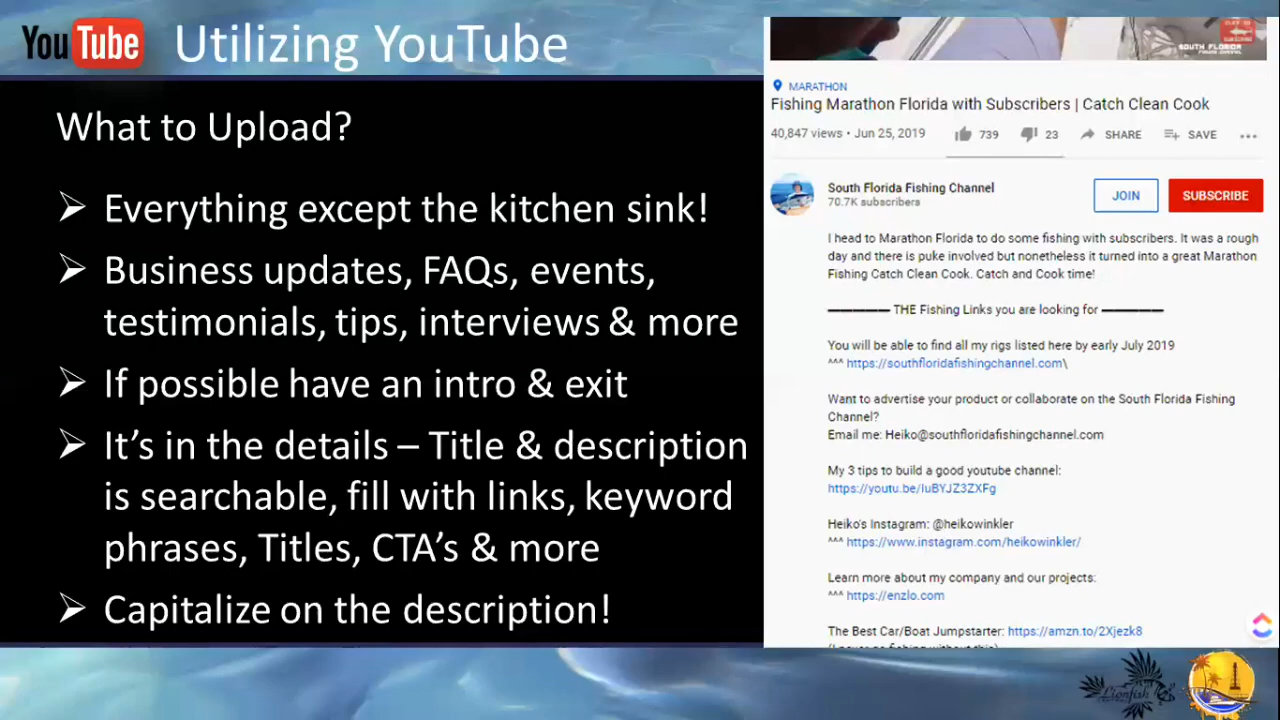 YouTube Utilizing YouTube
What to Upload?
➢ Everything except the kitchen sink!
➢ Business updates, FAQs, events,
testimonials, tips, interviews & more
➢ If possible have an intro & exit
➢ It's in the details – Title & description
is searchable, fill with links, keyword
phrases, Titles, CTA's & more
➢ Capitalize on the description!
SOUTH FLORIDA
MARATHON
Fishing Marathon Florida with Subscribers | Catch Clean Cook
40,847 views • Jun 25, 2019 739 23 SHARE SAVE ...
South Florida Fishing Channel
70.7K subscribers
JOIN SUBSCRIBE
I head to Marathon Florida to do some fishing with subscribers. It was a rough
day and there is puke involved but nonetheless it turned into a great Marathon
Fishing Catch Clean Cook. Catch and Cook time!
▬▬▬▬▬ THE Fishing Links you are looking for ▬▬▬▬▬
You will be able to find all my rigs listed here by early July 2019
^^^ https://southfloridafishingchannel.com\
Want to advertise your product or collaborate on the South Florida Fishing
Channel?
Email me: Heiko@southfloridafishingchannel.com
My 3 tips to build a good youtube channel:
https://youtu.be/IuBYJZ3ZXFg
Heiko's Instagram: @heikowinkler
^^^ https://www.instagram.com/heikowinkler/
Learn more about my company and our projects:
^^^ https://enzlo.com
The Best Car/Boat Jumpstarter: https://amzn.to/2Xjezk8
Lionfish